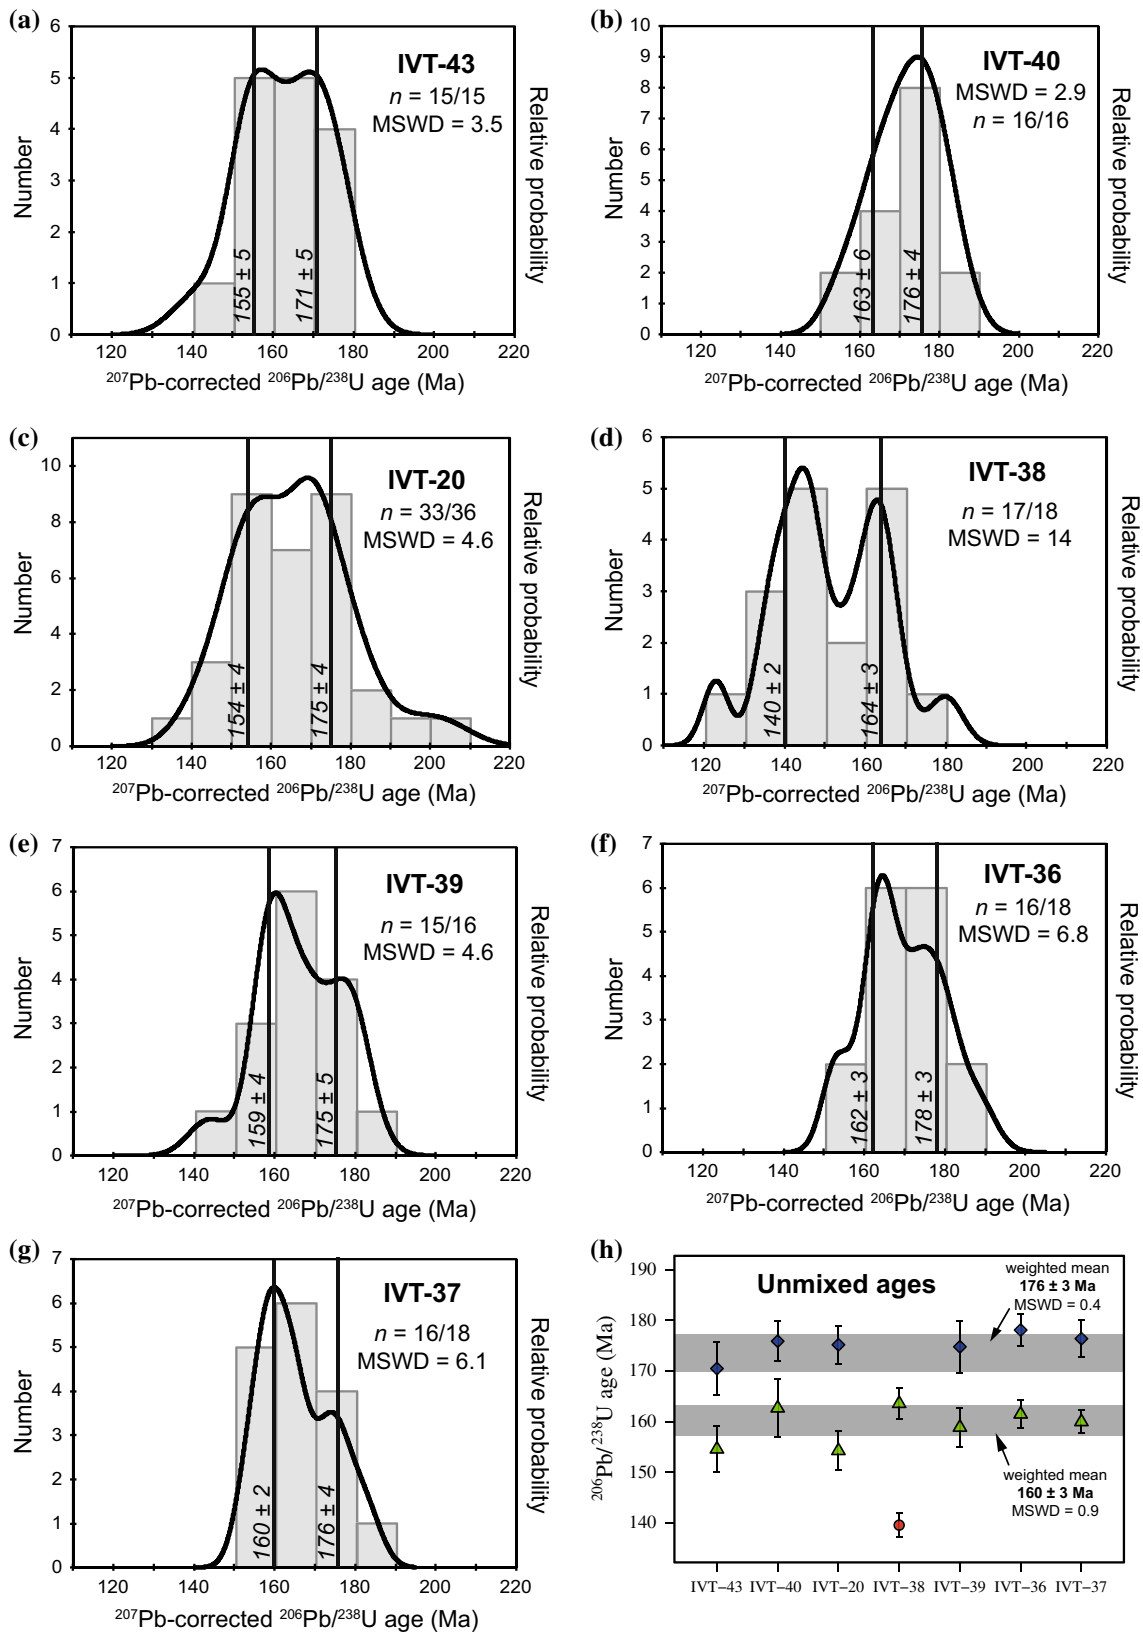 (a)
IVT-43
n = 15/15
MSWD = 3.5
Number
Relative probability
6
5
4
3
2
1
0
155 ± 5
171 ± 5
120 140 160 180 200 220
207Pb-corrected 206Pb/238U age (Ma)
(b)
IVT-40
MSWD = 2.9
n = 16/16
Number
Relative probability
10
9
8
7
6
5
4
3
2
1
0
163 ± 6
176 ± 4
120 140 160 180 200 220
207Pb-corrected 206Pb/238U age (Ma)
(c)
IVT-20
n = 33/36
MSWD = 4.6
Number
Relative probability
10
8
6
4
2
0
154 ± 4
175 ± 4
120 140 160 180 200 220
207Pb-corrected 206Pb/238U age (Ma)
(d)
IVT-38
n = 17/18
MSWD = 14
Number
Relative probability
6
5
4
3
2
1
0
140 ± 2
164 ± 3
120 140 160 180 200 220
207Pb-corrected 206Pb/238U age (Ma)
(e)
IVT-39
n = 15/16
MSWD = 4.6
Number
Relative probability
7
6
5
4
3
2
1
0
159 ± 4
175 ± 5
120 140 160 180 200 220
207Pb-corrected 206Pb/238U age (Ma)
(f)
IVT-36
n = 16/18
MSWD = 6.8
Number
Relative probability
7
6
5
4
3
2
1
0
162 ± 3
178 ± 3
120 140 160 180 200 220
207Pb-corrected 206Pb/238U age (Ma)
(g)
IVT-37
n = 16/18
MSWD = 6.1
Number
Relative probability
7
6
5
4
3
2
1
0
160 ± 2
176 ± 4
120 140 160 180 200 220
207Pb-corrected 206Pb/238U age (Ma)
(h)
Unmixed ages
weighted mean
176 ± 3 Ma
MSWD = 0.4
206Pb/238U age (Ma)
190
180
170
160
150
140
weighted mean
160 ± 3 Ma
MSWD = 0.9
IVT−43 IVT−40 IVT−20 IVT−38 IVT−39 IVT−36 IVT−37